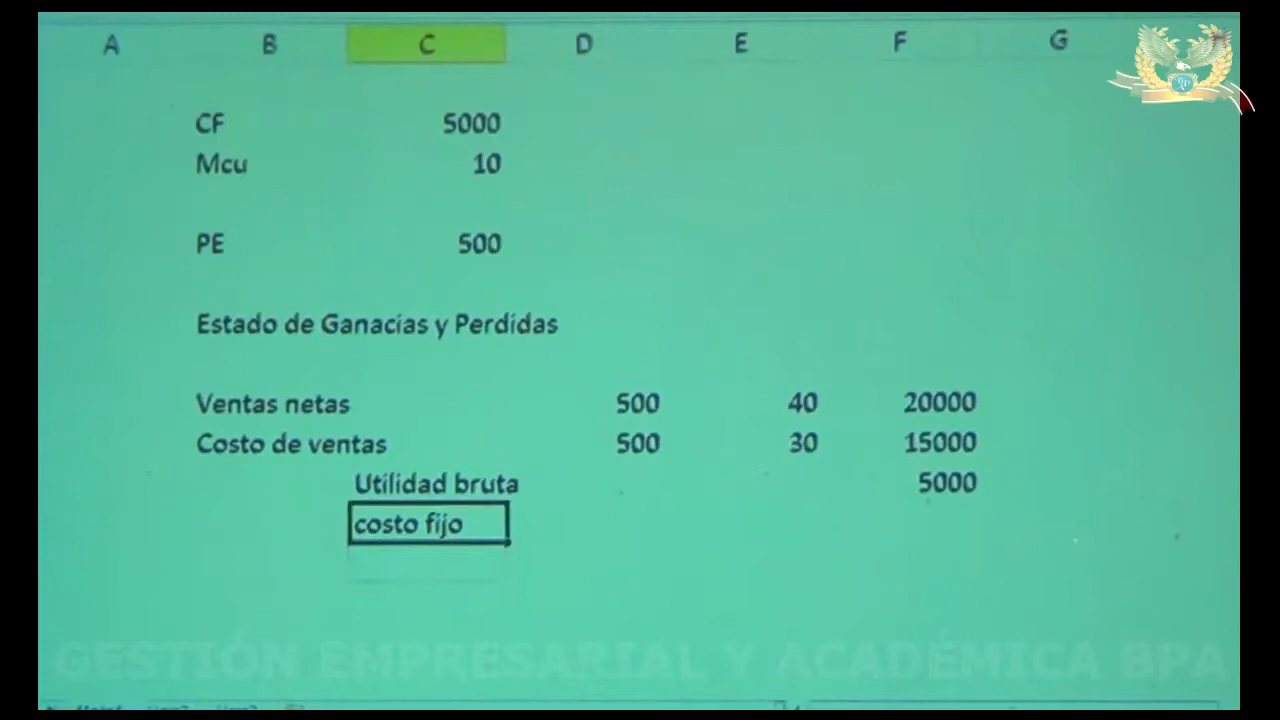 A B C D E F G
CF 5000
Mcu 10
PE 500
Estado de Ganacias y Perdidas
Ventas netas 500 40 20000
Costo de ventas 500 30 15000
Utilidad bruta 5000
costo fijo
GESTIÓN EMPRESARIAL Y ACADÉMICA BPA